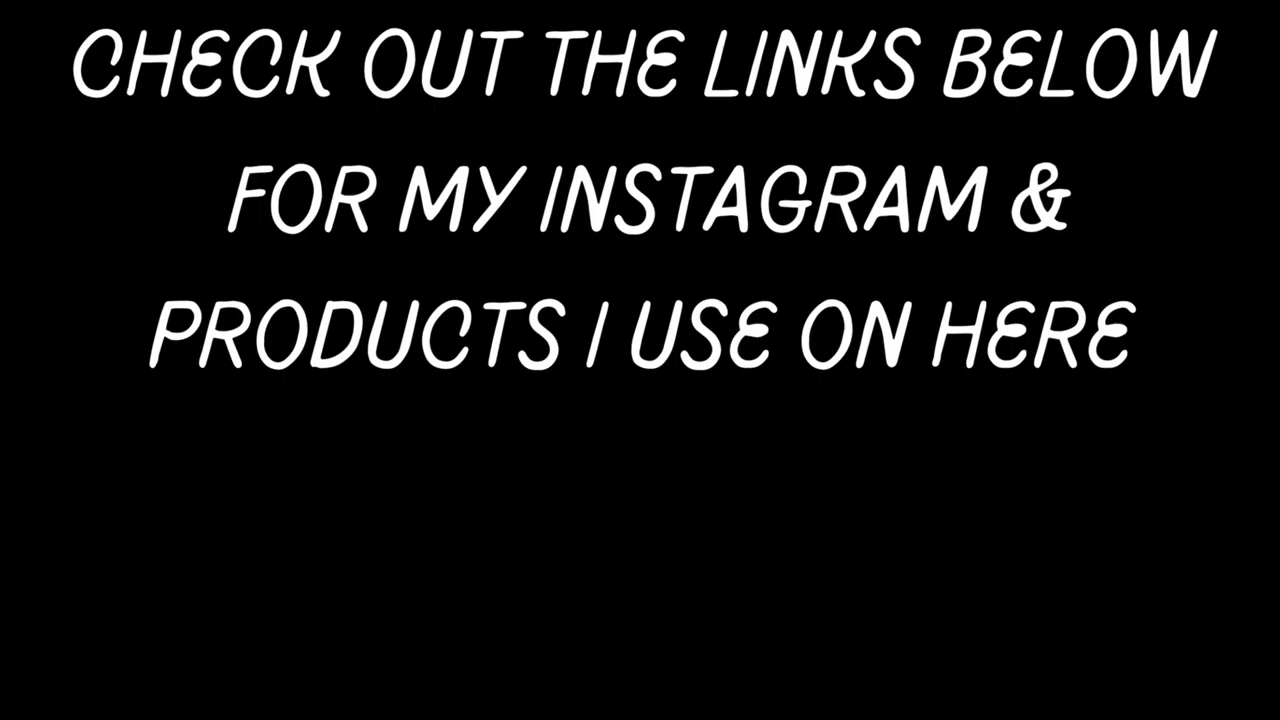 CHECK OUT THE LINKS BELOW
FOR MY INSTAGRAM &
PRODUCTS I USE ON HERE